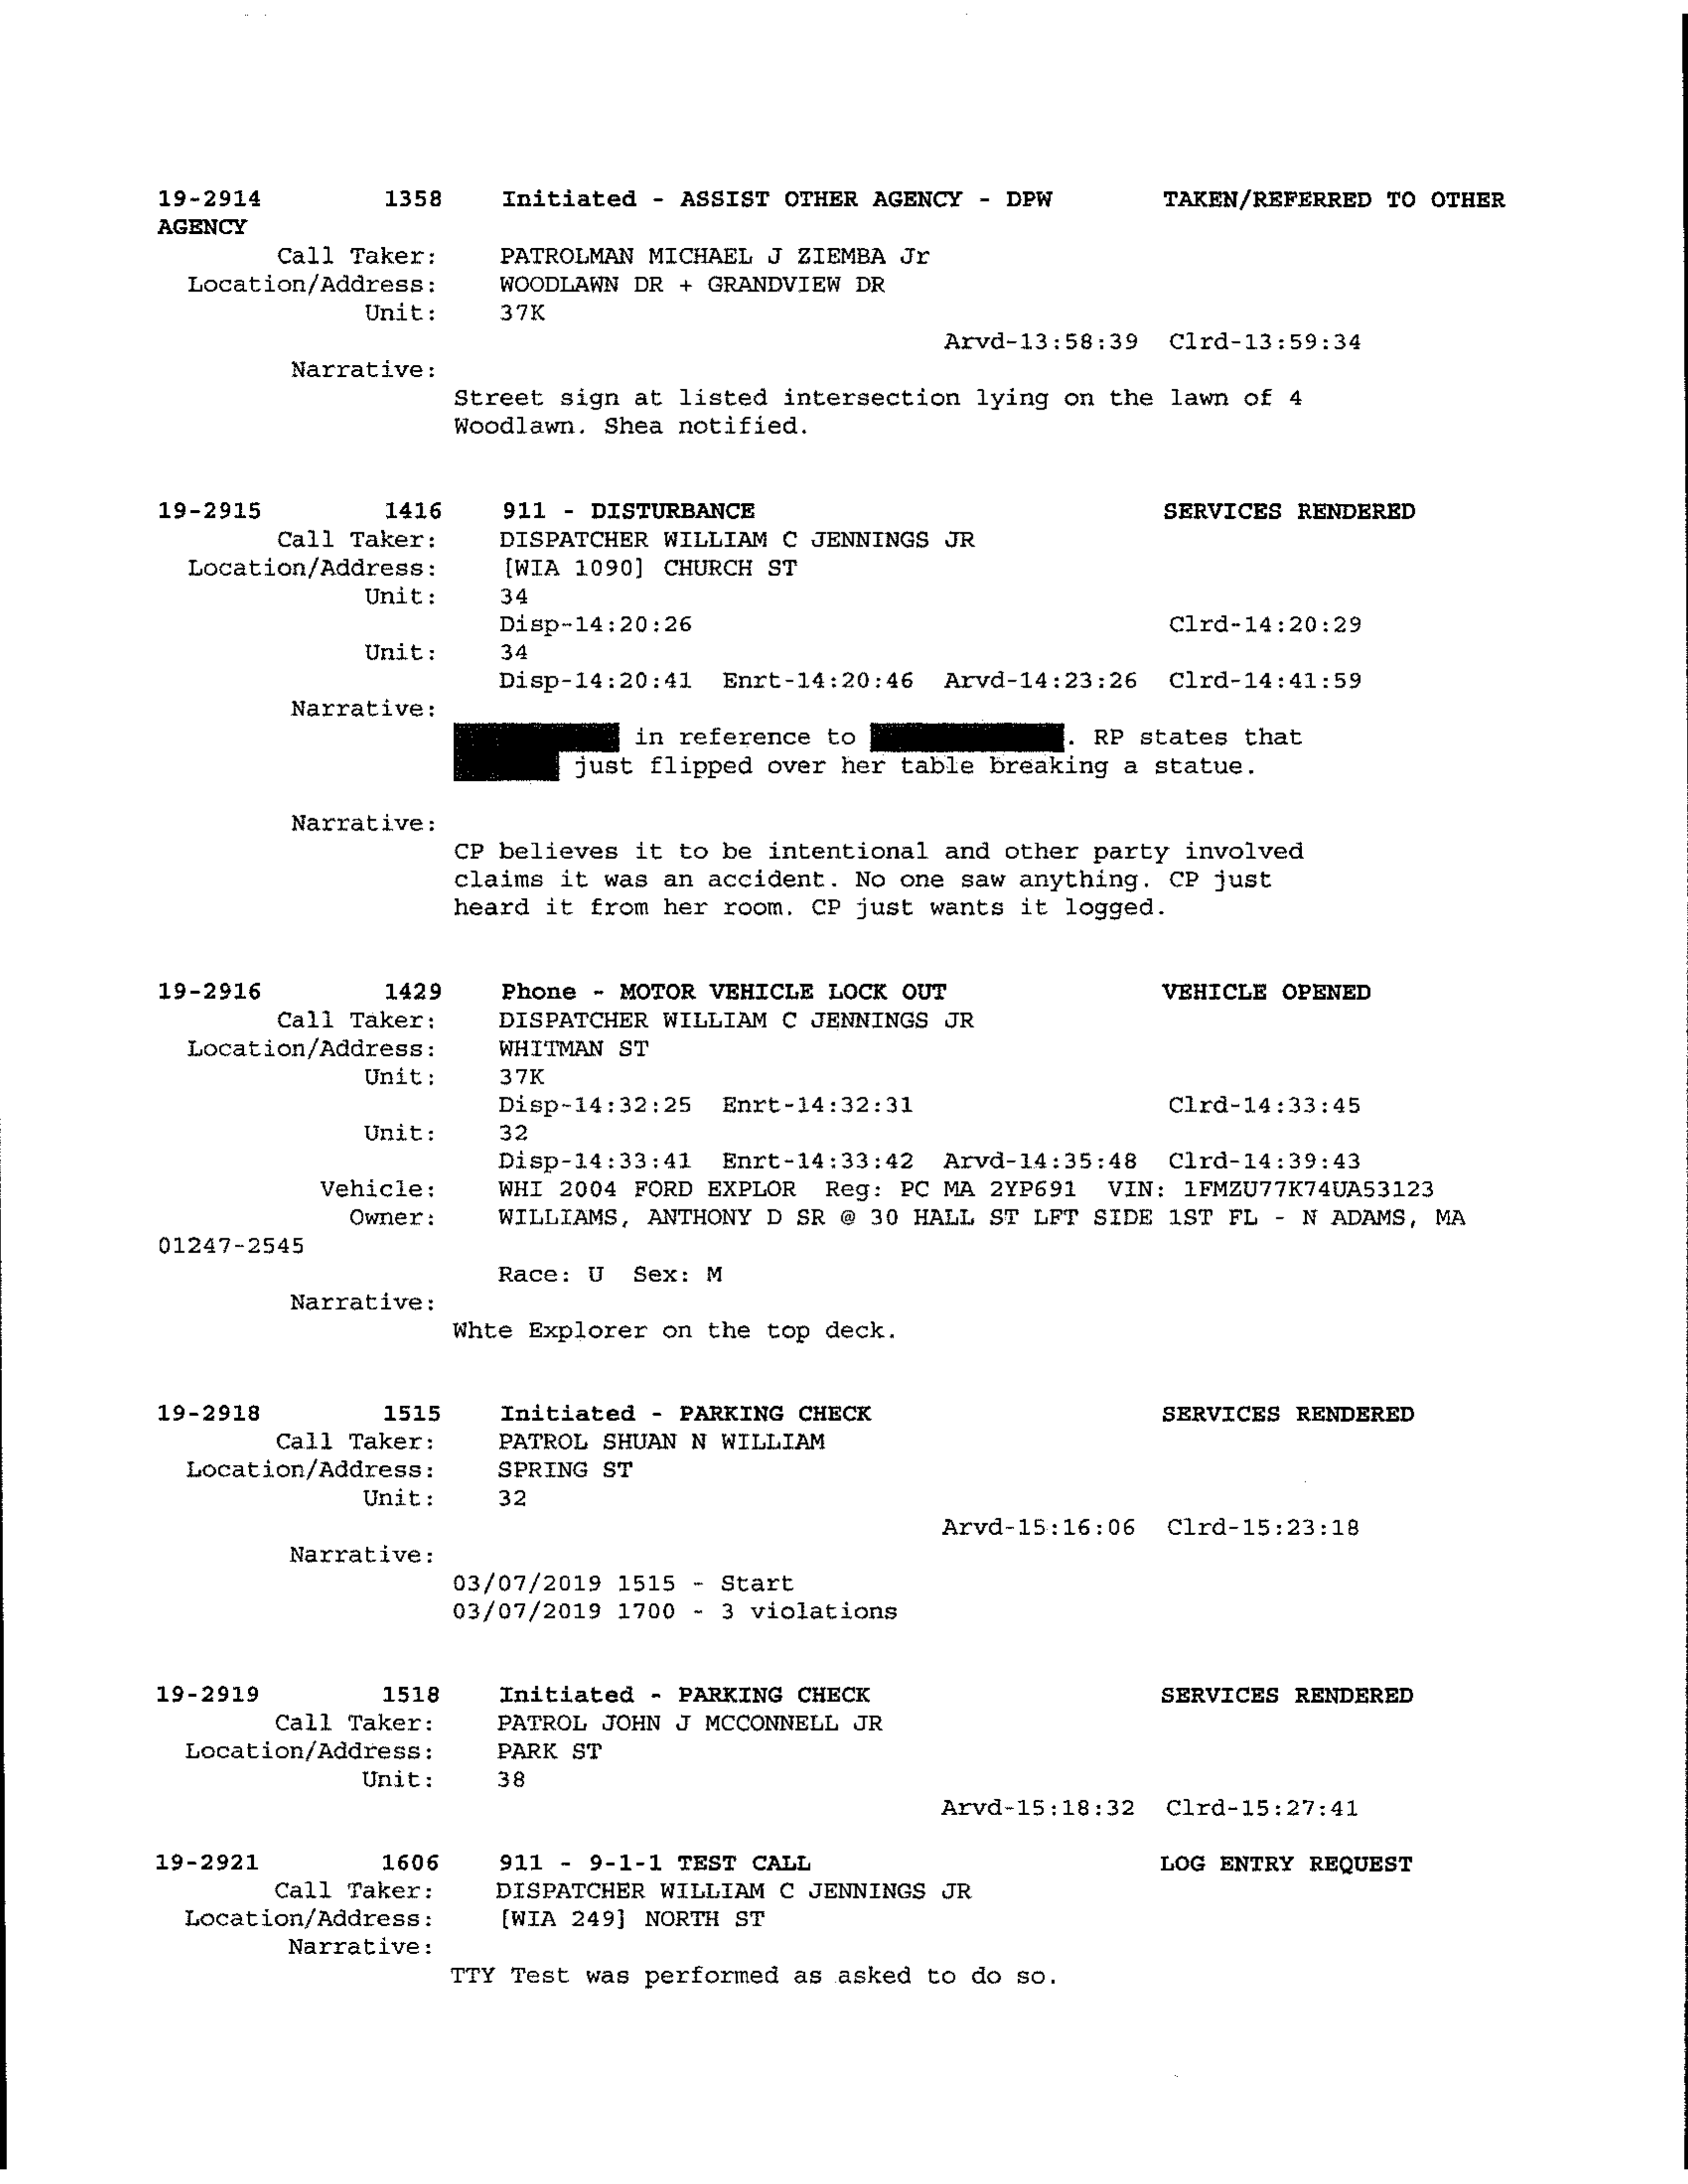 19-2914 1358 Initiated - ASSIST OTHER AGENCY - DPW TAKEN/REFERRED TO OTHER
AGENCY
Call Taker: PATROLMAN MICHAEL J ZIEMBA Jr
Location/Address: WOODLAWN DR + GRANDVIEW DR
Unit: 37K
Arvd-13:58:39 Clrd-13:59:34
Narrative:
Street sign at listed intersection lying on the lawn of 4
Woodlawn. Shea notified.
19-2915 1416 911 - DISTURBANCE SERVICES RENDERED
Call Taker: DISPATCHER WILLIAM C JENNINGS JR
Location/Address: [WIA 1090] CHURCH ST
Unit: 34
Disp-14:20:26 Clrd-14:20:29
Unit: 34
Disp-14:20:41 Enrt-14:20:46 Arvd-14:23:26 Clrd-14:41:59
Narrative:
in reference to . RP states that
just flipped over her table breaking a statue.
Narrative:
CP believes it to be intentional and other party involved
claims it was an accident. No one saw anything. CP just
heard it from her room. CP just wants it logged.
19-2916 1429 Phone - MOTOR VEHICLE LOCK OUT VEHICLE OPENED
Call Taker: DISPATCHER WILLIAM C JENNINGS JR
Location/Address: WHITMAN ST
Unit: 37K
Disp-14:32:25 Enrt-14:32:31 Clrd-14:33:45
Unit: 32
Disp-14:33:41 Enrt-14:33:42 Arvd-14:35:48 Clrd-14:39:43
Vehicle: WHI 2004 FORD EXPLOR Reg: PC MA 2YP691 VIN: 1FMZU77K74UA53123
Owner: WILLIAMS, ANTHONY D SR @ 30 HALL ST LFT SIDE 1ST FL - N ADAMS, MA
01247-2545
Race: U Sex: M
Narrative:
Whte Explorer on the top deck.
19-2918 1515 Initiated - PARKING CHECK SERVICES RENDERED
Call Taker: PATROL SHUAN N WILLIAM
Location/Address: SPRING ST
Unit: 32
Arvd-15:16:06 Clrd-15:23:18
Narrative:
03/07/2019 1515 - Start
03/07/2019 1700 - 3 violations
19-2919 1518 Initiated - PARKING CHECK SERVICES RENDERED
Call Taker: PATROL JOHN J MCCONNELL JR
Location/Address: PARK ST
Unit: 38
Arvd-15:18:32 Clrd-15:27:41
19-2921 1606 911 - 9-1-1 TEST CALL LOG ENTRY REQUEST
Call Taker: DISPATCHER WILLIAM C JENNINGS JR
Location/Address: [WIA 249] NORTH ST
Narrative:
TTY Test was performed as asked to do so.